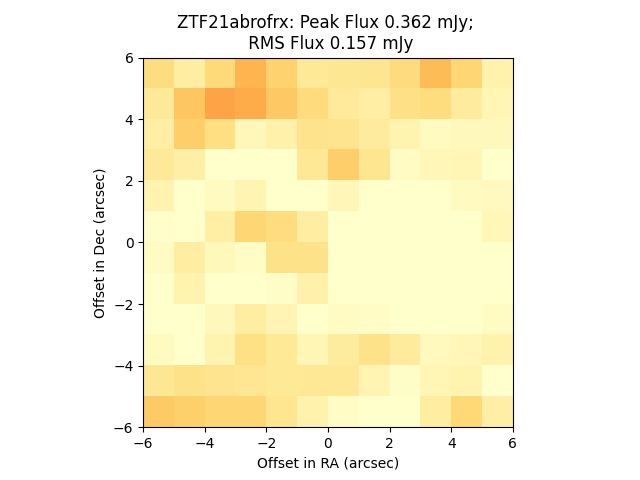 ZTF21abrofrx: Peak Flux 0.362 mJy;
RMS Flux 0.157 mJy
6
4
2
0
−2
−4
−6
Offset in Dec (arcsec)
−6 −4 −2 0 2 4 6
Offset in RA (arcsec)